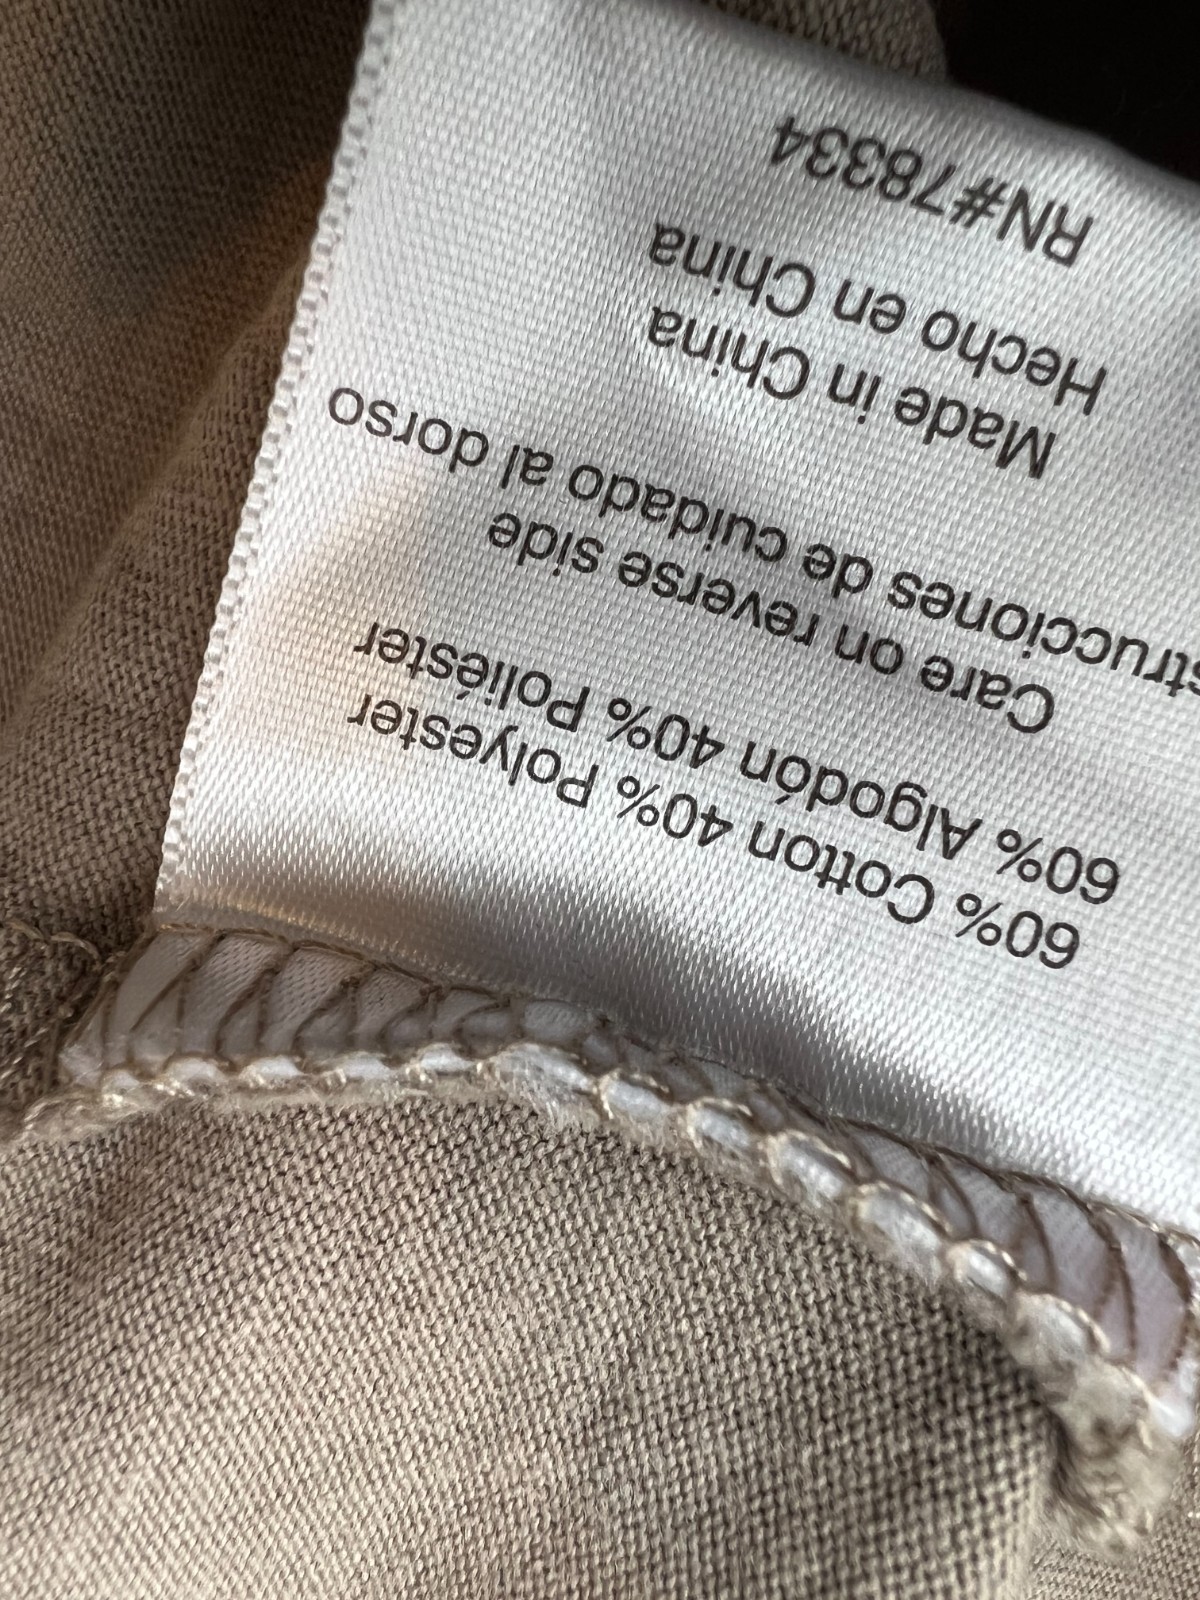 60% Cotton 40% Polyester
60% Algodón 40% Poliéster
Care on reverse side
strucciones de cuidado al dorso
Made in China
Hecho en China
RN#78334